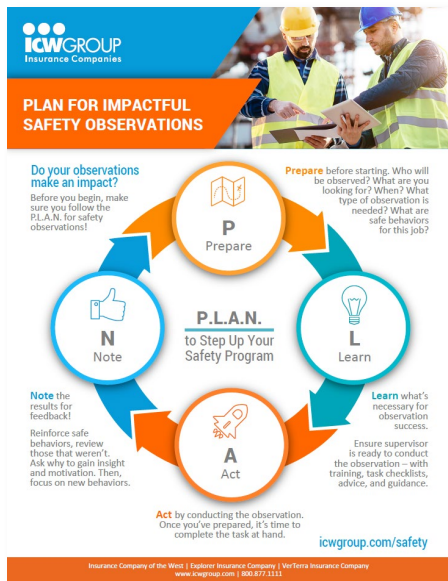 ICWGROUP
Insurance Companies
PLAN FOR IMPACTFUL
SAFETY OBSERVATIONS
Do your observations
make an impact?
Before you begin, make
sure you follow the
P.L.A.N. for safety
observations!
Prepare before starting. Who will
be observed? What are you
looking for? When? What
type of observation is
needed? What are
safe behaviors
for this job?
P
Prepare
N
Note
P.L.A.N.
to Step Up Your
Safety Program
L
Learn
Note the
results for
feedback!
Reinforce safe
behaviors, review
those that weren't.
Ask why to gain insight
and motivation. Then,
focus on new behaviors.
A
Act
Learn what's
necessary for
observation
success.
Ensure supervisor
is ready to conduct
the observation – with
training, task checklists,
advice, and guidance.
Act by conducting the observation.
Once you've prepared, it's time to
complete the task at hand.
icwgroup.com/safety
Insurance Company of the West | Explorer Insurance Company | VerTerra Insurance Company
www.icwgroup.com | 800.877.1111